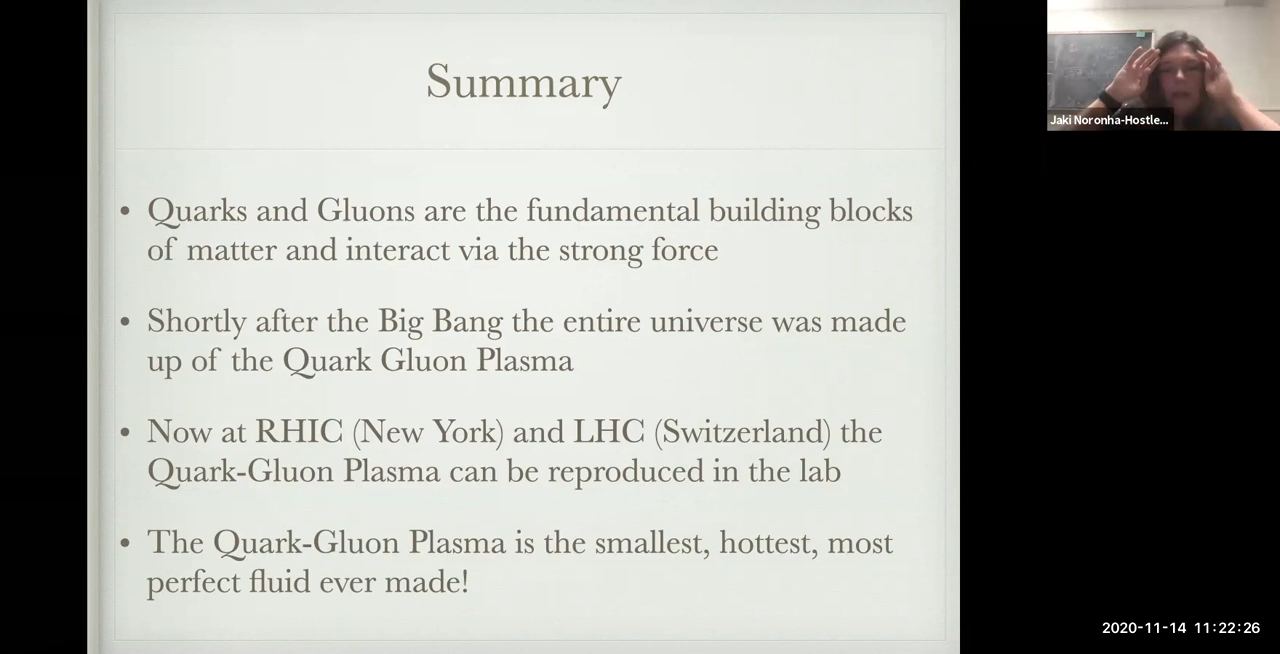 Summary
• Quarks and Gluons are the fundamental building blocks
of matter and interact via the strong force
• Shortly after the Big Bang the entire universe was made
up of the Quark Gluon Plasma
• Now at RHIC (New York) and LHC (Switzerland) the
Quark-Gluon Plasma can be reproduced in the lab
• The Quark-Gluon Plasma is the smallest, hottest, most
perfect fluid ever made!
Jaki Noronha-Hostle...
2020-11-14 11:22:26